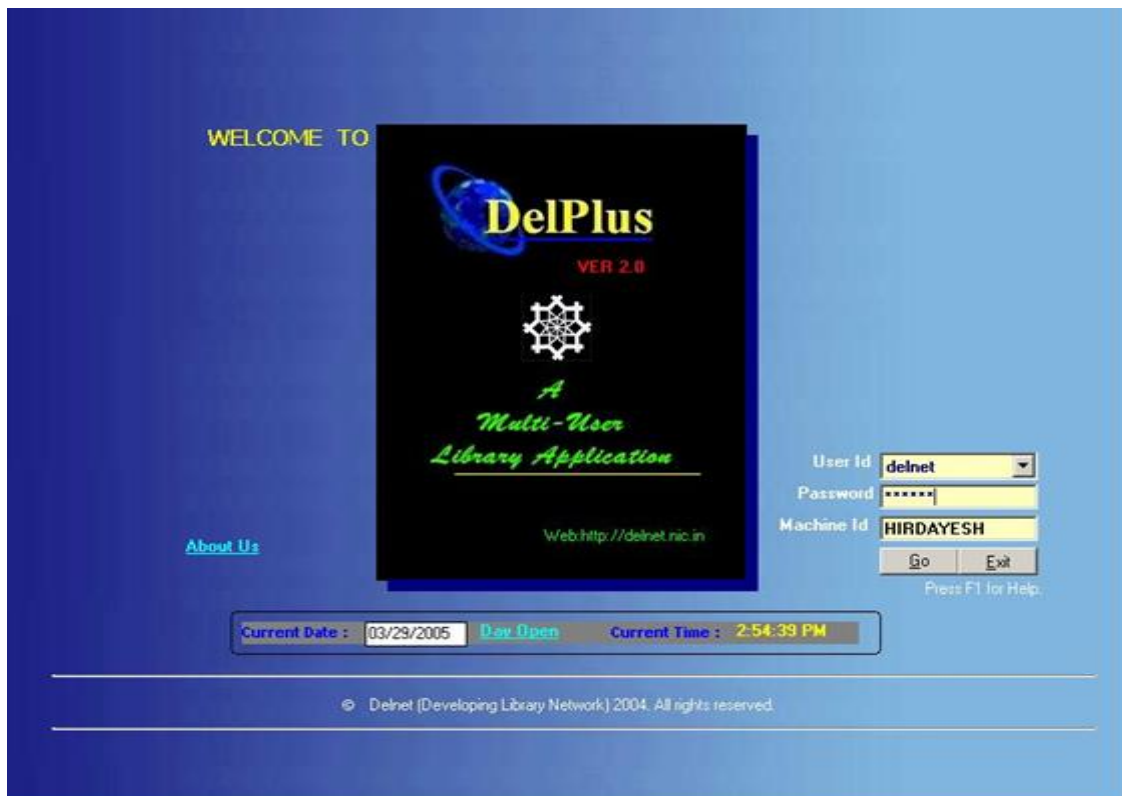 WELCOME TO
DelPlus
VER 2.0
A
Multi-User
Library Application
Web:http://delnet.nic.in
User Id delnet
Password ******
Machine Id HIRDAYESH
Go Exit
Press F1 for Help.
About Us
Current Date : 03/29/2005 Day Open Current Time : 2:54:39 PM
© Delnet (Developing Library Network) 2004. All rights reserved.